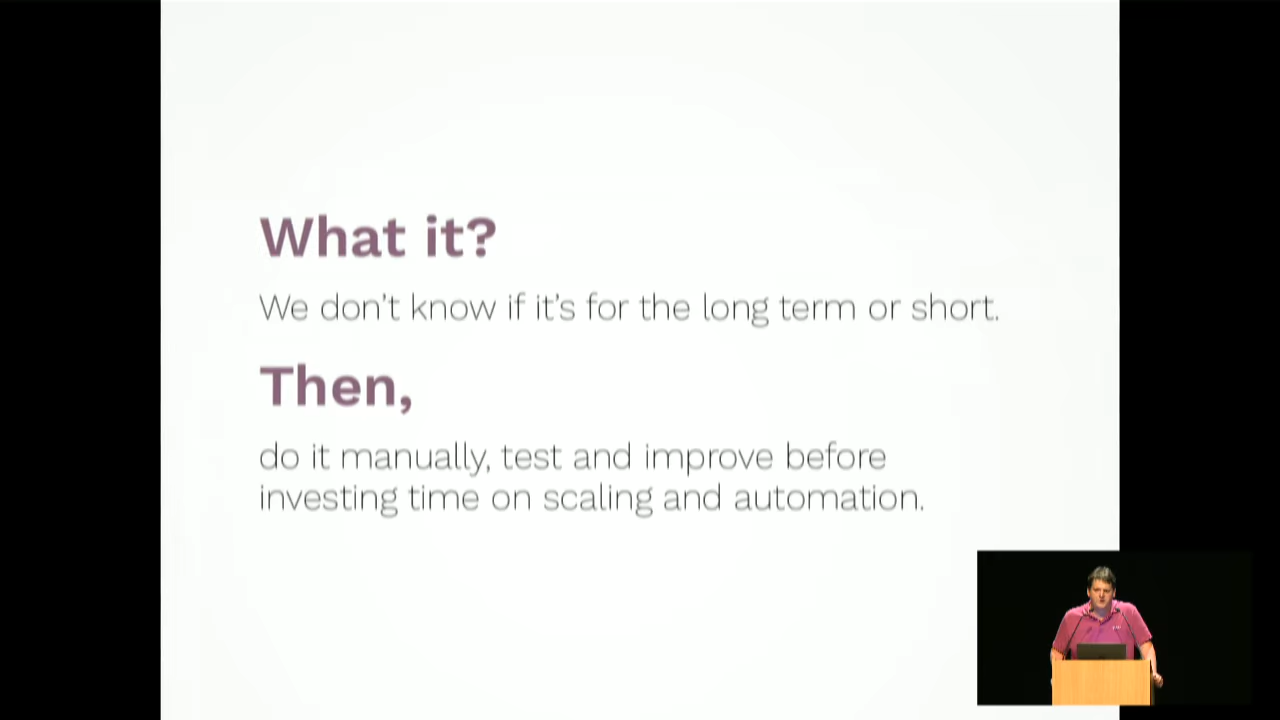 What it?
We don't know if it's for the long term or short.
Then,
do it manually, test and improve before
investing time on scaling and automation.